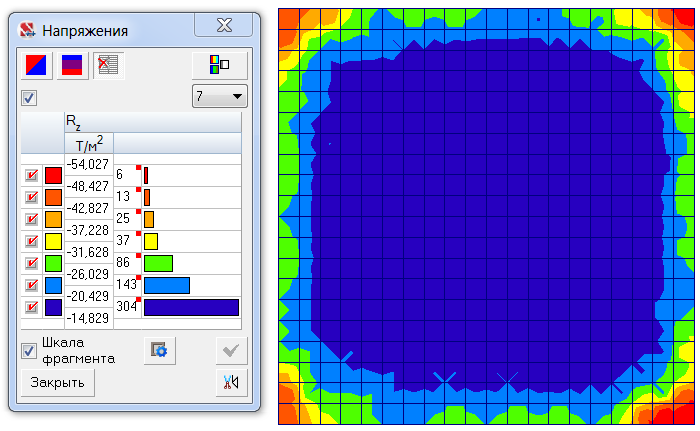 Напряжения
7
Rz
Т/м2
-54,027
6
-48,427
13
-42,827
25
-37,228
37
-31,628
86
-26,029
143
-20,429
304
-14,829
Шкала
фрагмента
Закрыть